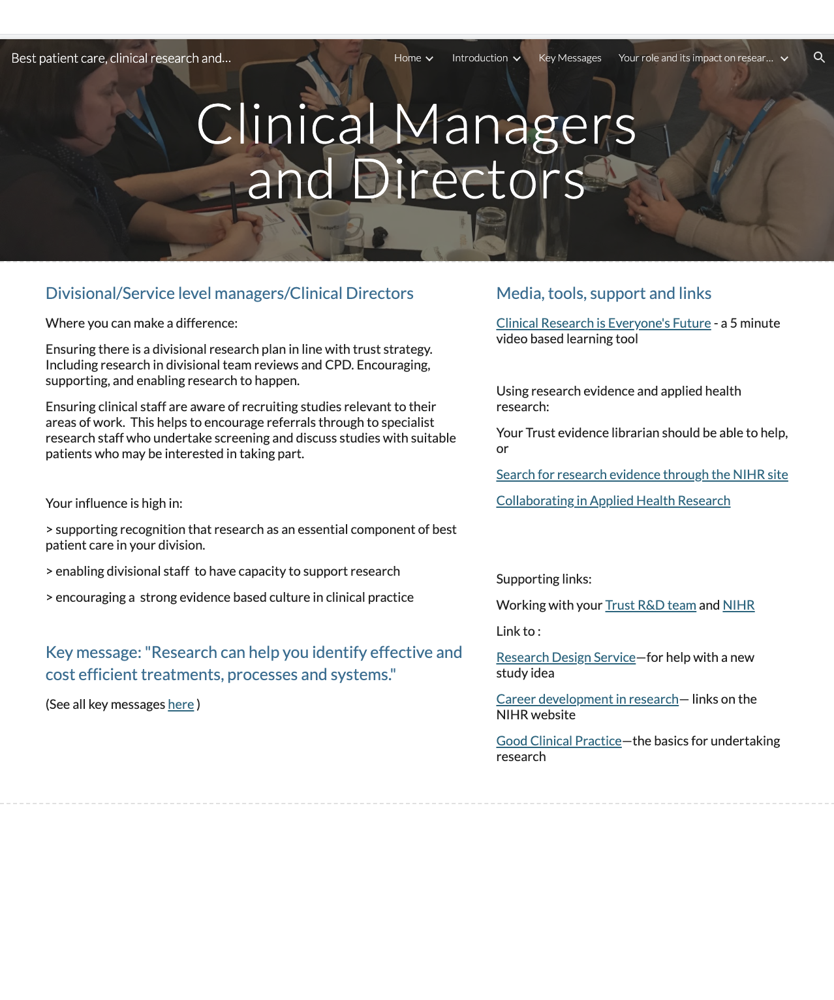 Best patient care, clinical research and...
Home
Introduction
Key Messages
Your role and its impact on resear...
Clinical Managers
and Directors
Divisional/Service level managers/Clinical Directors
Where you can make a difference:
Ensuring there is a divisional research plan in line with trust strategy.
Including research in divisional team reviews and CPD. Encouraging,
supporting, and enabling research to happen.
Ensuring clinical staff are aware of recruiting studies relevant to their
areas of work.  This helps to encourage referrals through to specialist
research staff who undertake screening and discuss studies with suitable
patients who may be interested in taking part.
Your influence is high in:
> supporting recognition that research as an essential component of best
patient care in your division.
> enabling divisional staff  to have capacity to support research
> encouraging a  strong evidence based culture in clinical practice
Key message: "Research can help you identify effective and
cost efficient treatments, processes and systems."
(See all key messages here )
Media, tools, support and links
Clinical Research is Everyone's Future - a 5 minute
video based learning tool
Using research evidence and applied health
research:
Your Trust evidence librarian should be able to help,
or
Search for research evidence through the NIHR site
Collaborating in Applied Health Research
Supporting links:
Working with your Trust R&D team and NIHR
Link to :
Research Design Service—for help with a new
study idea
Career development in research— links on the
NIHR website
Good Clinical Practice—the basics for undertaking
research